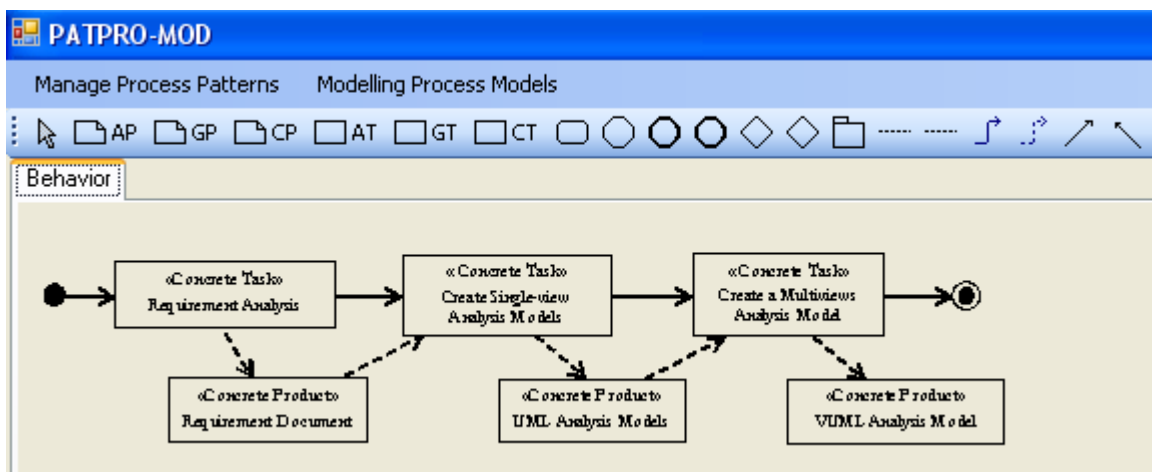 PATPRO-MOD
Manage Process Patterns Modelling Process Models
AP GP CP AT GT CT
Behavior
«Concrete Task»
Requirement Analysis
«Concrete Task»
Create Single-view
Analysis Models
«Concrete Task»
Create a Multiviews
Analysis Model
«Concrete Product»
Requirement Document
«Concrete Product»
UML Analysis Models
«Concrete Product»
VUML Analysis Model